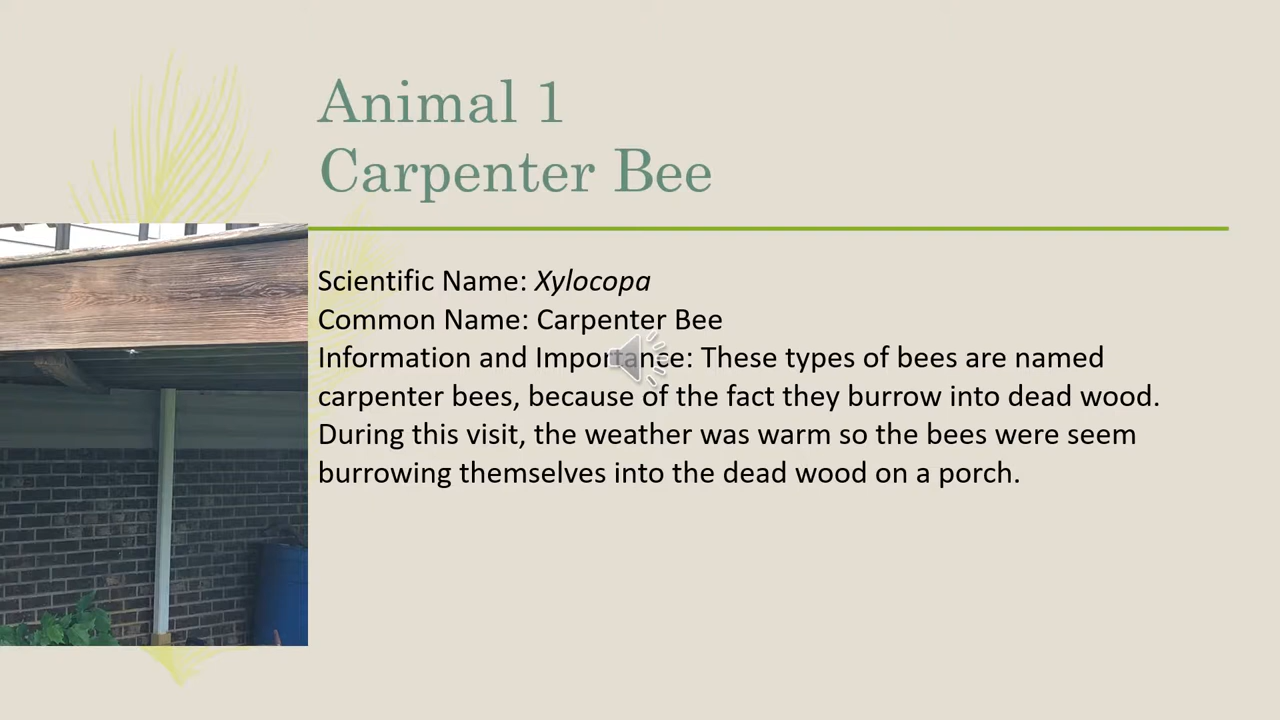 Animal 1
Carpenter Bee
Scientific Name: Xylocopa
Common Name: Carpenter Bee
Information and Importance: These types of bees are named
carpenter bees, because of the fact they burrow into dead wood.
During this visit, the weather was warm so the bees were seem
burrowing themselves into the dead wood on a porch.